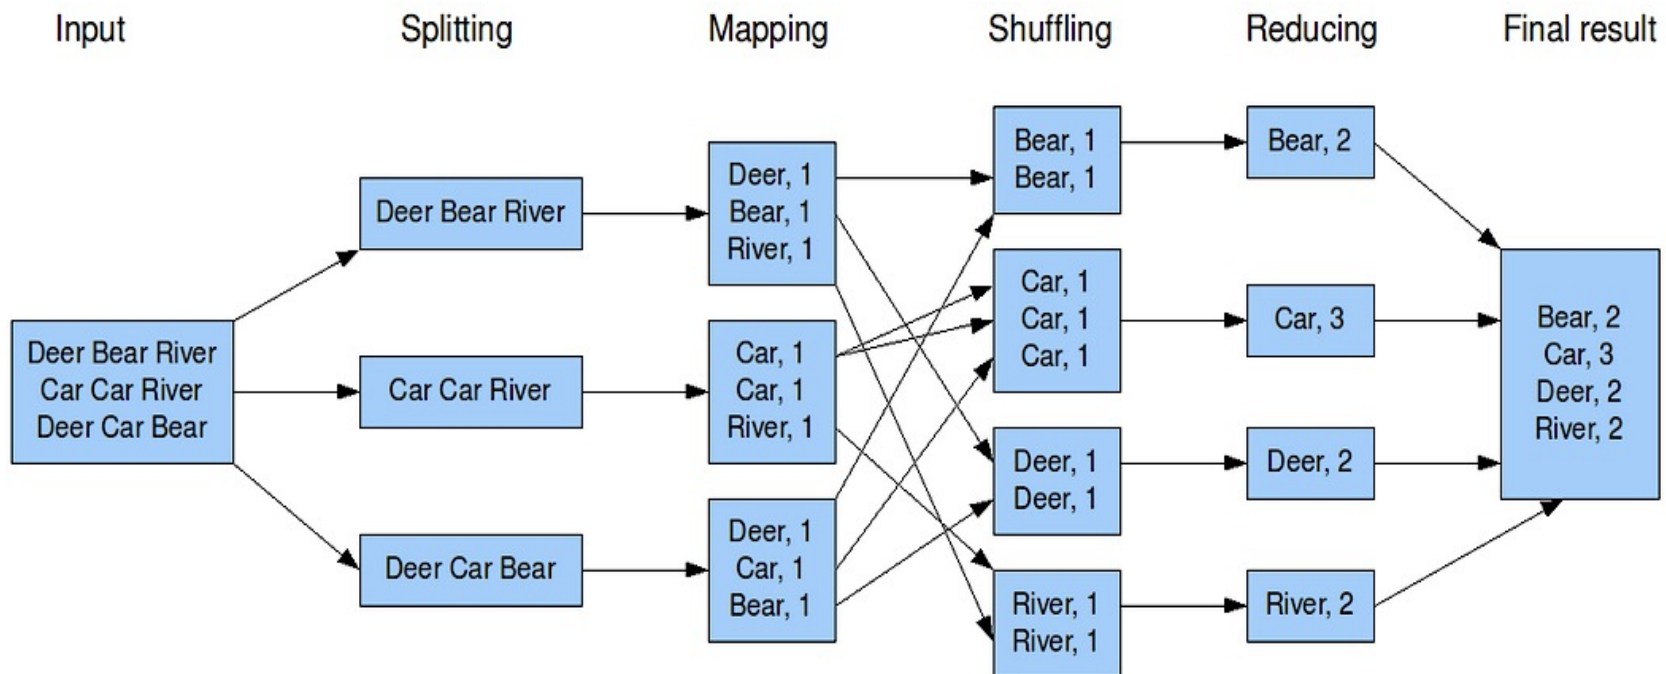 Input
Splitting
Mapping
Shuffling
Reducing
Final result
Deer Bear River
Car Car River
Deer Car Bear
Deer Bear River
Car Car River
Deer Car Bear
Deer, 1
Bear, 1
River, 1
Car, 1
Car, 1
River, 1
Deer, 1
Car, 1
Bear, 1
Bear, 1
Bear, 1
Car, 1
Car, 1
Car, 1
Deer, 1
Deer, 1
River, 1
River, 1
Bear, 2
Car, 3
Deer, 2
River, 2
Bear, 2
Car, 3
Deer, 2
River, 2